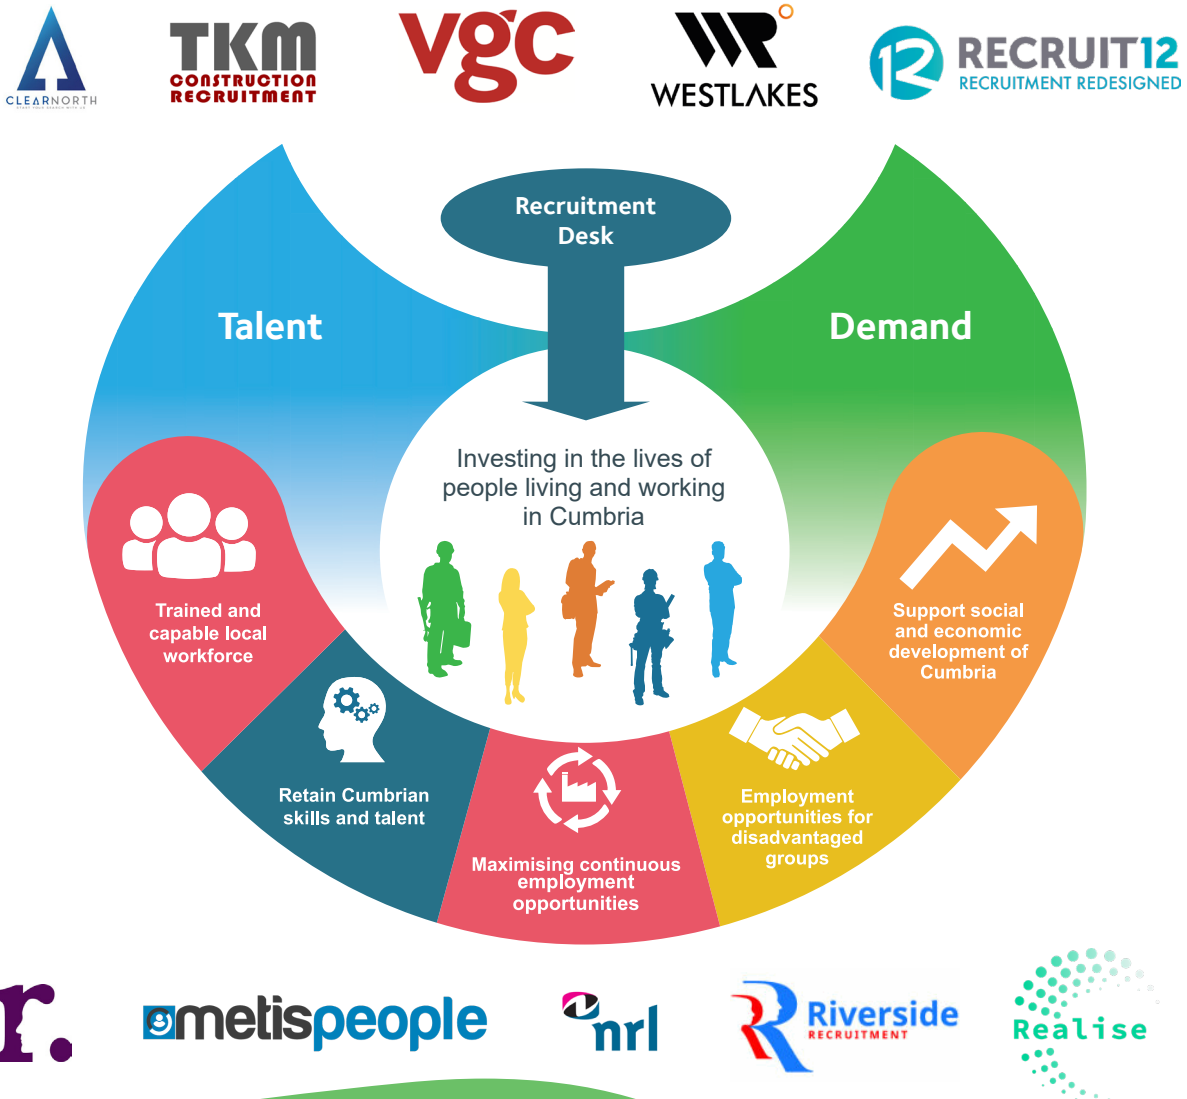 CLEARNORTH
TKM
CONSTRUCTION
RECRUITMENT
vgc
WR
WESTLAKES
R12
RECRUIT12
RECRUITMENT REDESIGNED
Recruitment
Desk
Talent
Demand
Investing in the lives of
people living and working
in Cumbria
Trained and
capable local
workforce
Support social
and economic
development of
Cumbria
Retain Cumbrian
skills and talent
Employment
opportunities for
disadvantaged
groups
Maximising continuous
employment
opportunities
r.
metispeople
nrl
R
Riverside
RECRUITMENT
Realise